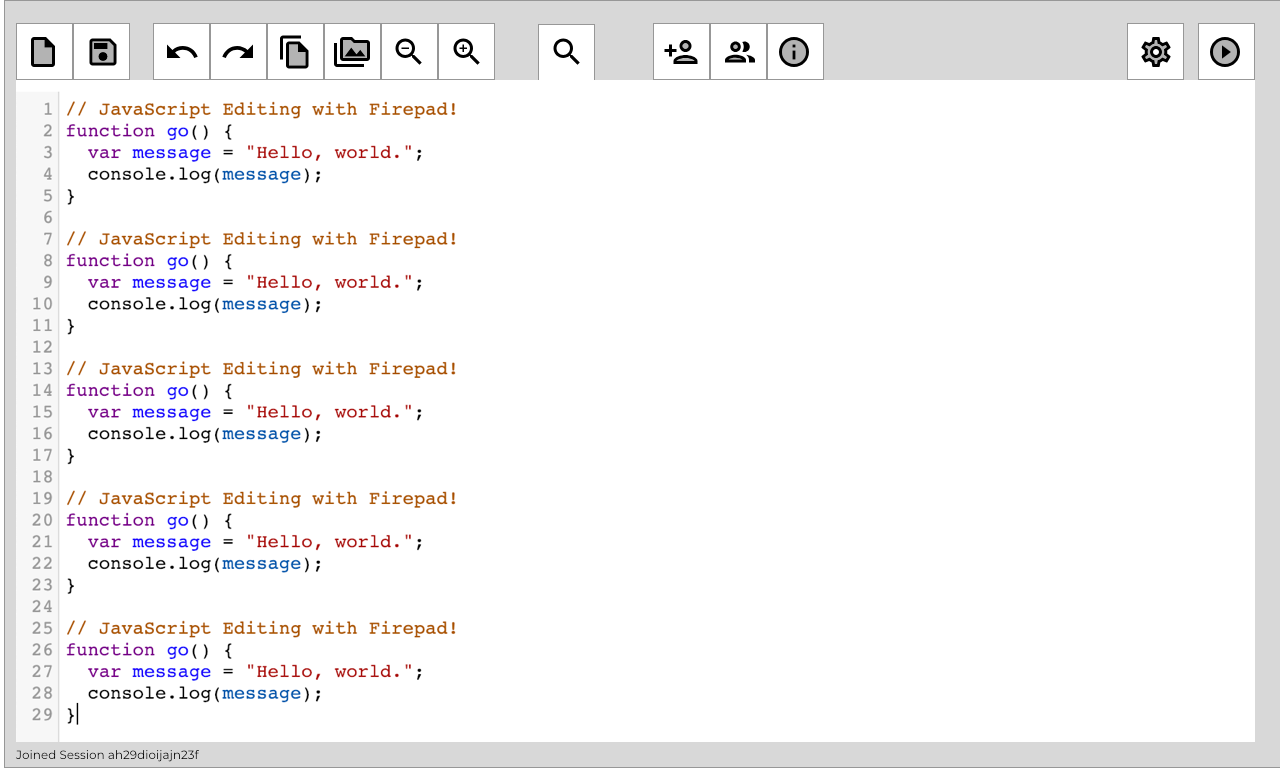 1 // JavaScript Editing with Firepad!
2 function go() {
3   var message = "Hello, world.";
4   console.log(message);
5 }
6
7 // JavaScript Editing with Firepad!
8 function go() {
9   var message = "Hello, world.";
10   console.log(message);
11 }
12
13 // JavaScript Editing with Firepad!
14 function go() {
15   var message = "Hello, world.";
16   console.log(message);
17 }
18
19 // JavaScript Editing with Firepad!
20 function go() {
21   var message = "Hello, world.";
22   console.log(message);
23 }
24
25 // JavaScript Editing with Firepad!
26 function go() {
27   var message = "Hello, world.";
28   console.log(message);
29 }
Joined Session ah29dioijajn23f